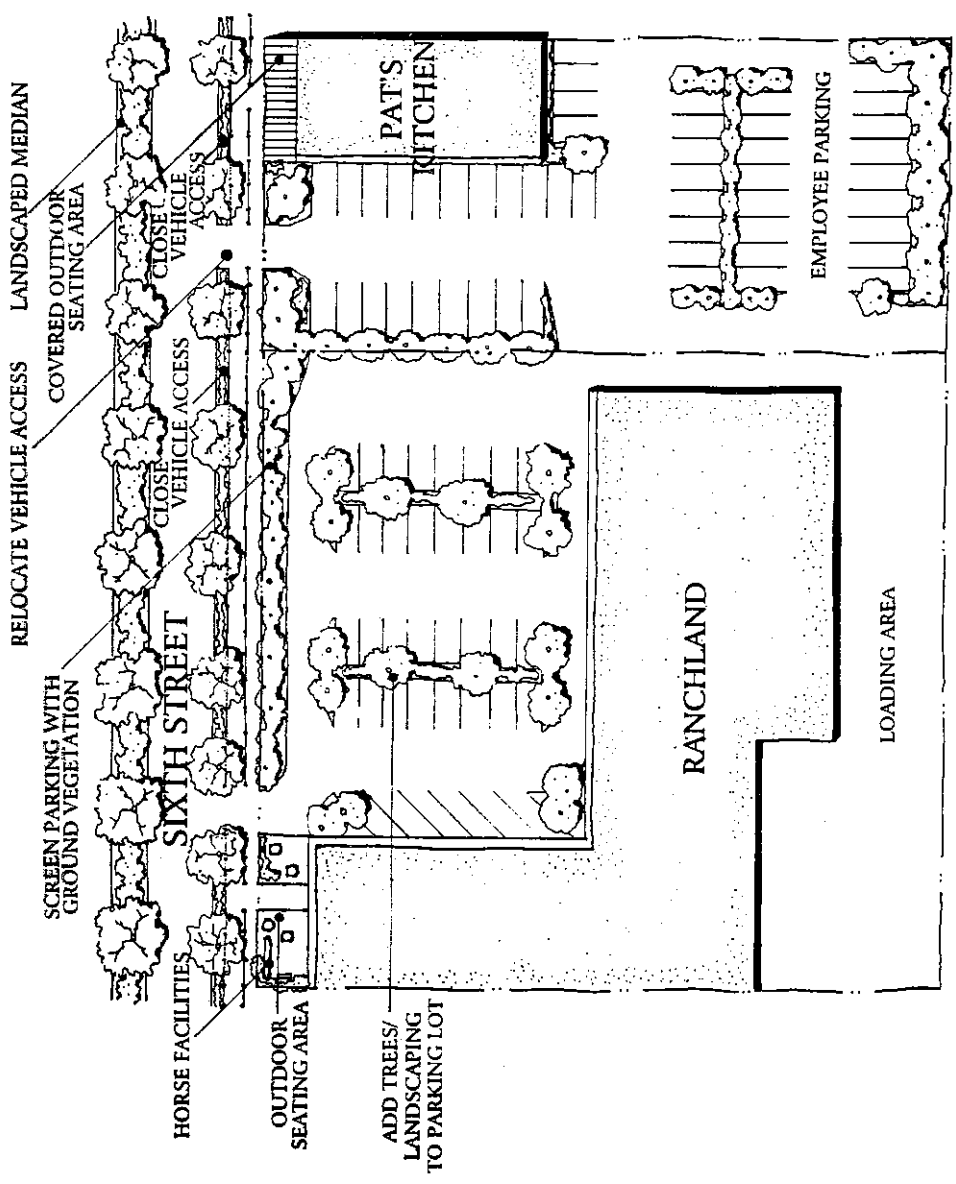 HORSE FACILITIES
OUTDOOR
SEATING AREA
ADD TREES/
LANDSCAPING
TO PARKING LOT
SCREEN PARKING WITH
GROUND VEGETATION
SIXTH STREET
RELOCATE VEHICLE ACCESS
CLOSE
VEHICLE ACCESS
COVERED OUTDOOR
SEATING AREA
LANDSCAPED MEDIAN
CLOSE
VEHICLE
ACCESS
PAT'S
KITCHEN
RANCHLAND
LOADING AREA
EMPLOYEE PARKING